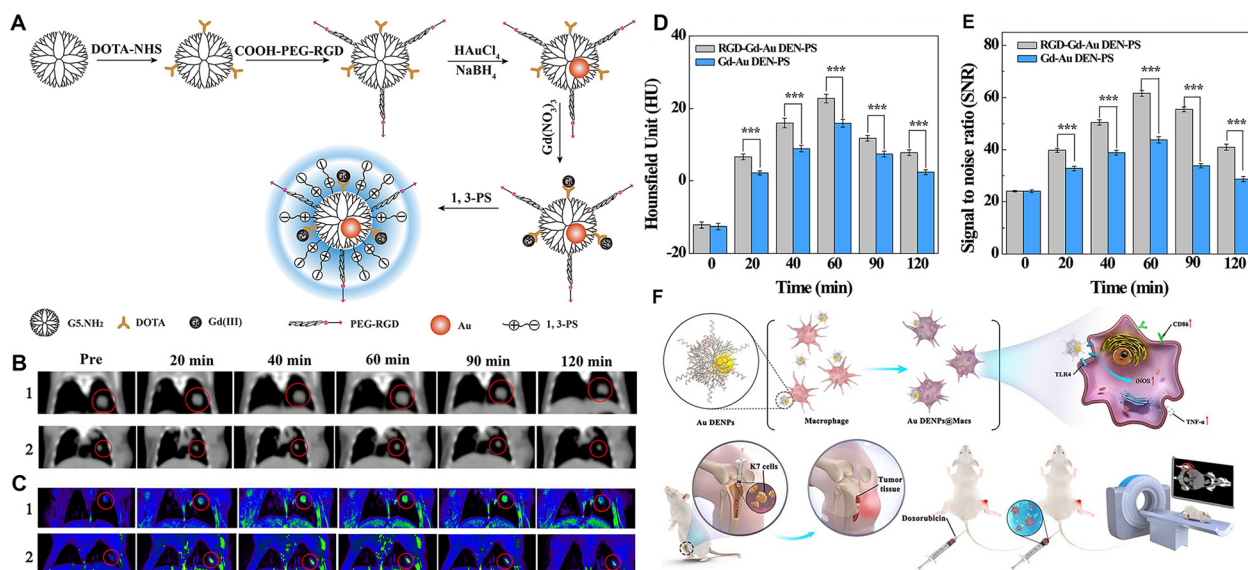 A
DOTA-NHS
COOH-PEG-RGD
HAuCl4
NaBH4
Gd(NO3)3
1, 3-PS
G5.NH2
DOTA
Gd(III)
PEG-RGD
Au
1, 3-PS
B
Pre
20 min
40 min
60 min
90 min
120 min
1
2
C
1
2
D
RGD-Gd-Au DEN-PS
Gd-Au DEN-PS
Hounsfield Unit (HU)
40
20
0
-20
***
***
***
***
***
0
20
40
60
90
120
Time (min)
E
RGD-Gd-Au DEN-PS
Gd-Au DEN-PS
Signal to noise ratio (SNR)
80
60
40
20
0
***
***
***
***
***
0
20
40
60
90
120
Time (min)
F
Au DENPs
Macrophage
Au DENPs@Macs
CD86↑
TLR4
iNOS↑
TNF-α↑
K7 cells
Tumor
tissue
Doxorubicin